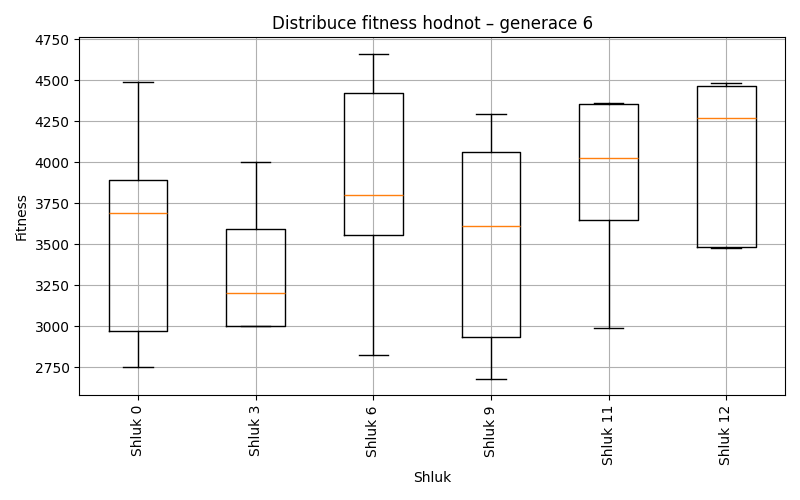 Distribuce fitness hodnot – generace 6
4750
4500
4250
4000
3750
3500
3250
3000
2750
Fitness
Shluk 0
Shluk 3
Shluk 6
Shluk 9
Shluk 11
Shluk 12
Shluk